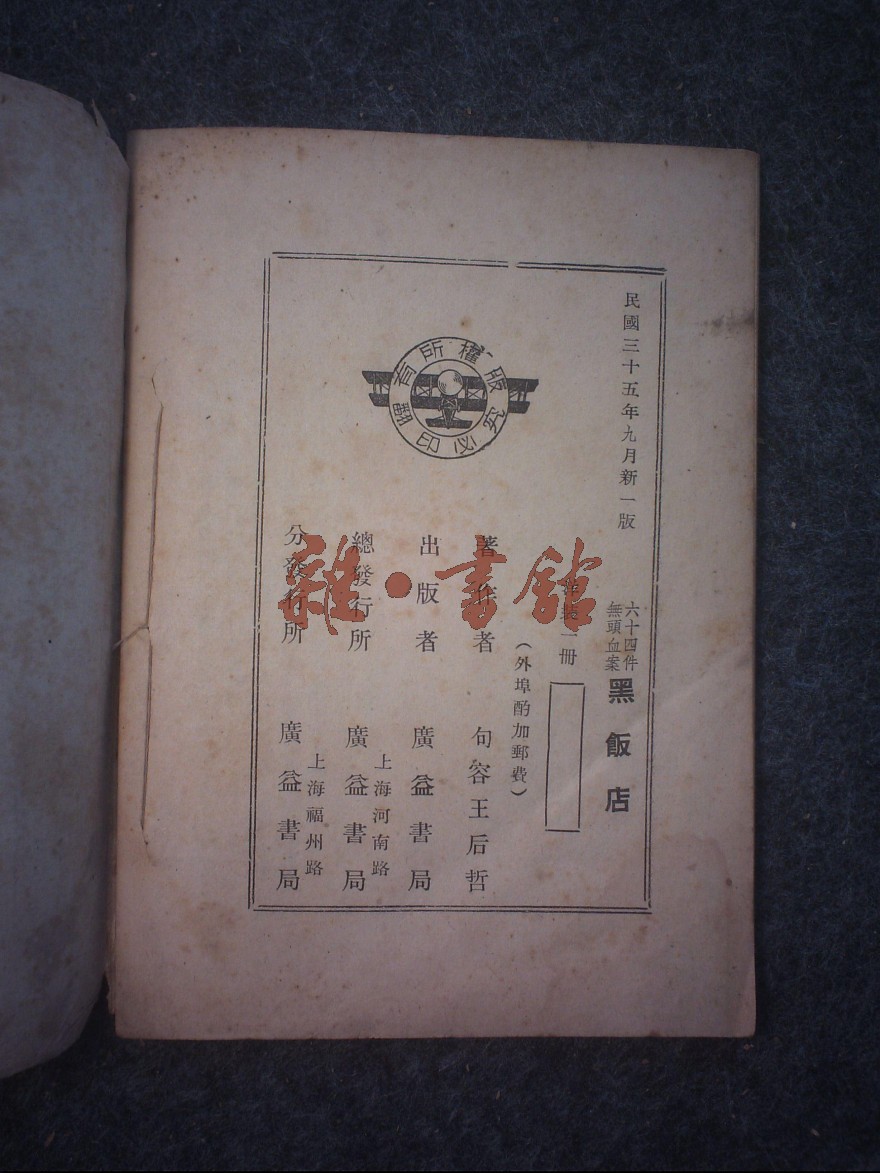 民國三十五年九月新一版
六十四件
無頭血案
黑飯店
裝一冊
(外埠酌加郵費)
著作者 句容王后哲
出版者 廣益書局
總發行所 上海河南路
廣益書局
分發行所 上海福州路
廣益書局
版權所有
翻印必究
雜·書館